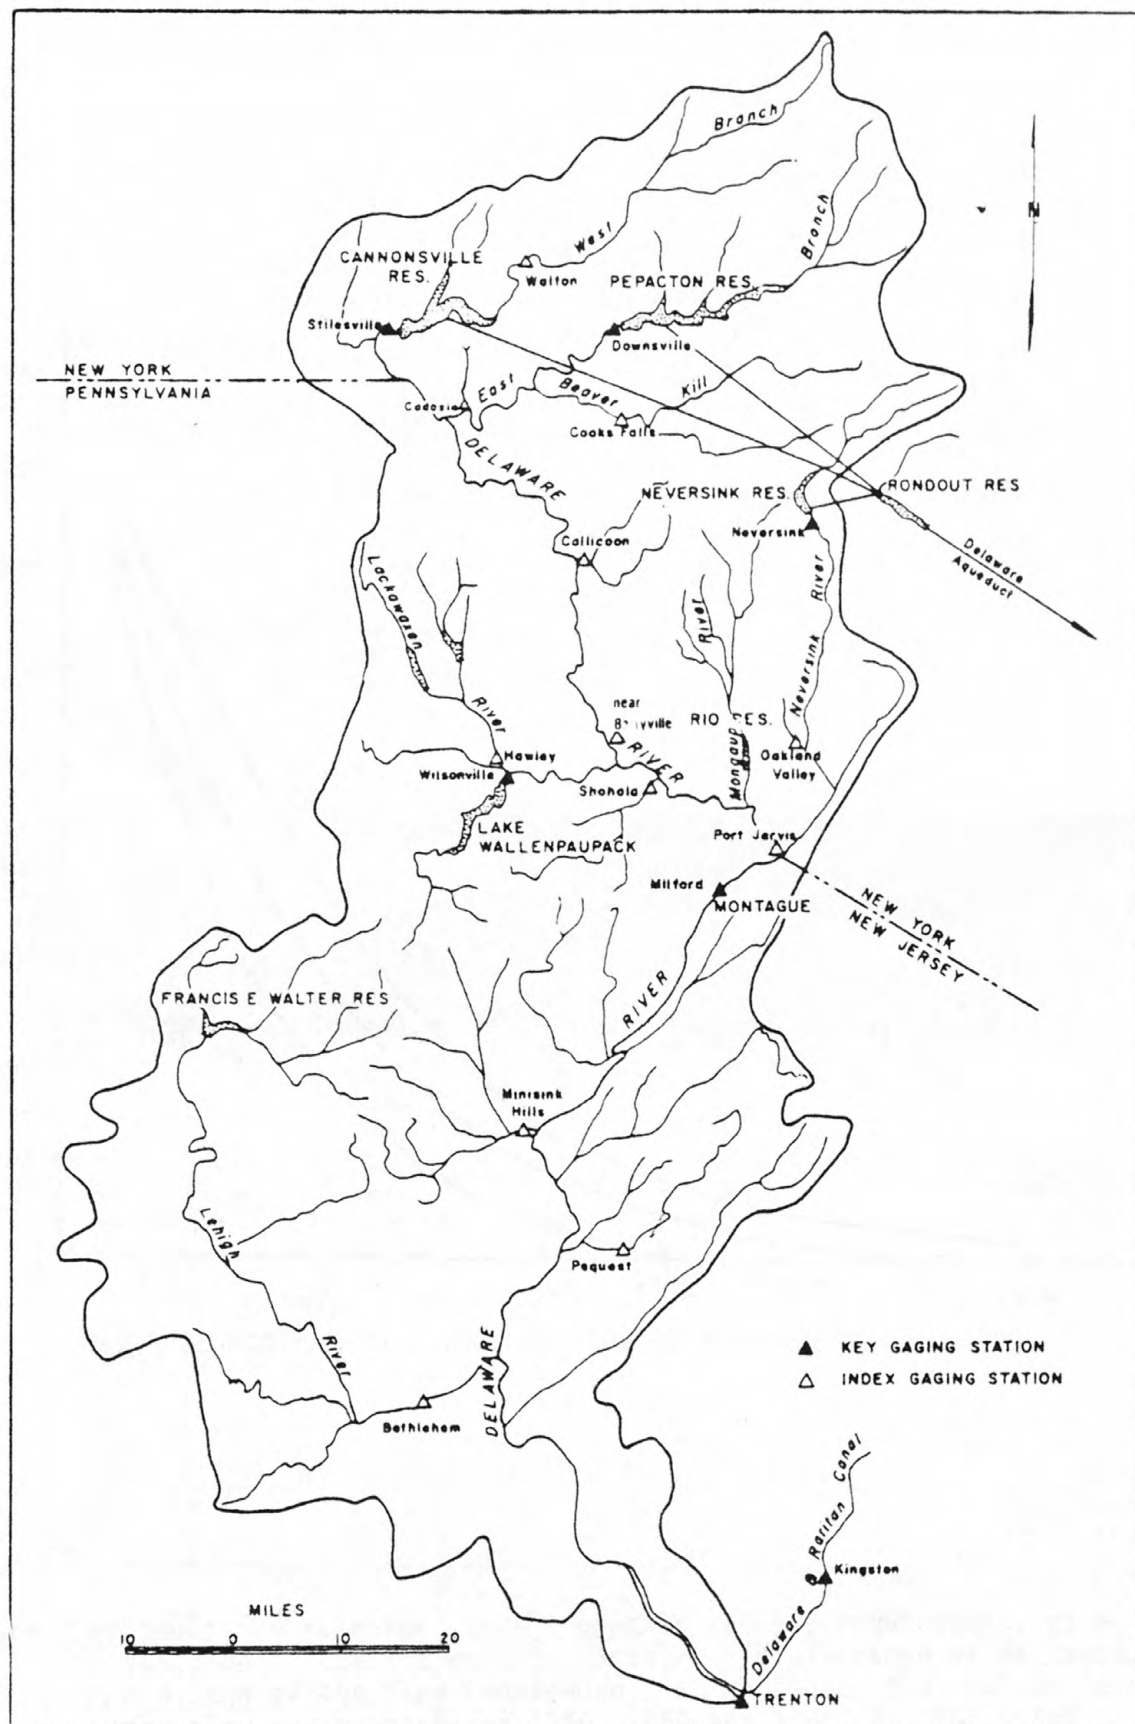 Branch
West
Branch
N
CANNONSVILLE
RES.
Walton
PEPACTON RES.
Stilesville
Downsville
NEW YORK
PENNSYLVANIA
East
Beaver
Kill
Cadosia
Cooks Falls
DELAWARE
NEVERSINK RES.
RONDOUT RES
Neversink
Delaware
Aqueduct
Callicoon
Lackawaxen
River
River
River
Neversink
near
RIO RES.
Mongaup
Oakland
Valley
Hawley
RIVER
Wilsonville
Shohola
LAKE
WALLENPAUPACK
Port Jervis
Milford
MONTAGUE
NEW YORK
NEW JERSEY
FRANCIS E WALTER RES
RIVER
Minisink
Hills
Lehigh
River
Pequest
DELAWARE
KEY GAGING STATION
INDEX GAGING STATION
Bethlehem
Delaware & Raritan Canal
Kingston
MILES
10 0 10 20
TRENTON